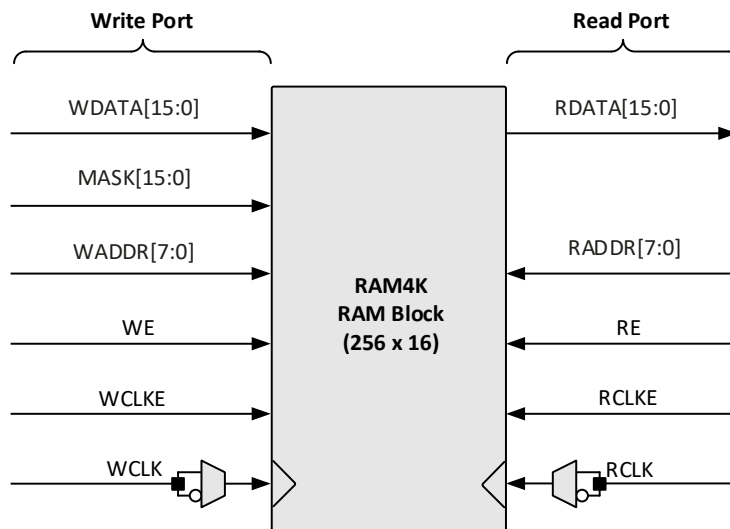 Write Port
Read Port
WDATA[15:0]
RDATA[15:0]
MASK[15:0]
WADDR[7:0]
RADDR[7:0]
RAM4K
RAM Block
(256 x 16)
WE
RE
WCLKE
RCLKE
WCLK
RCLK